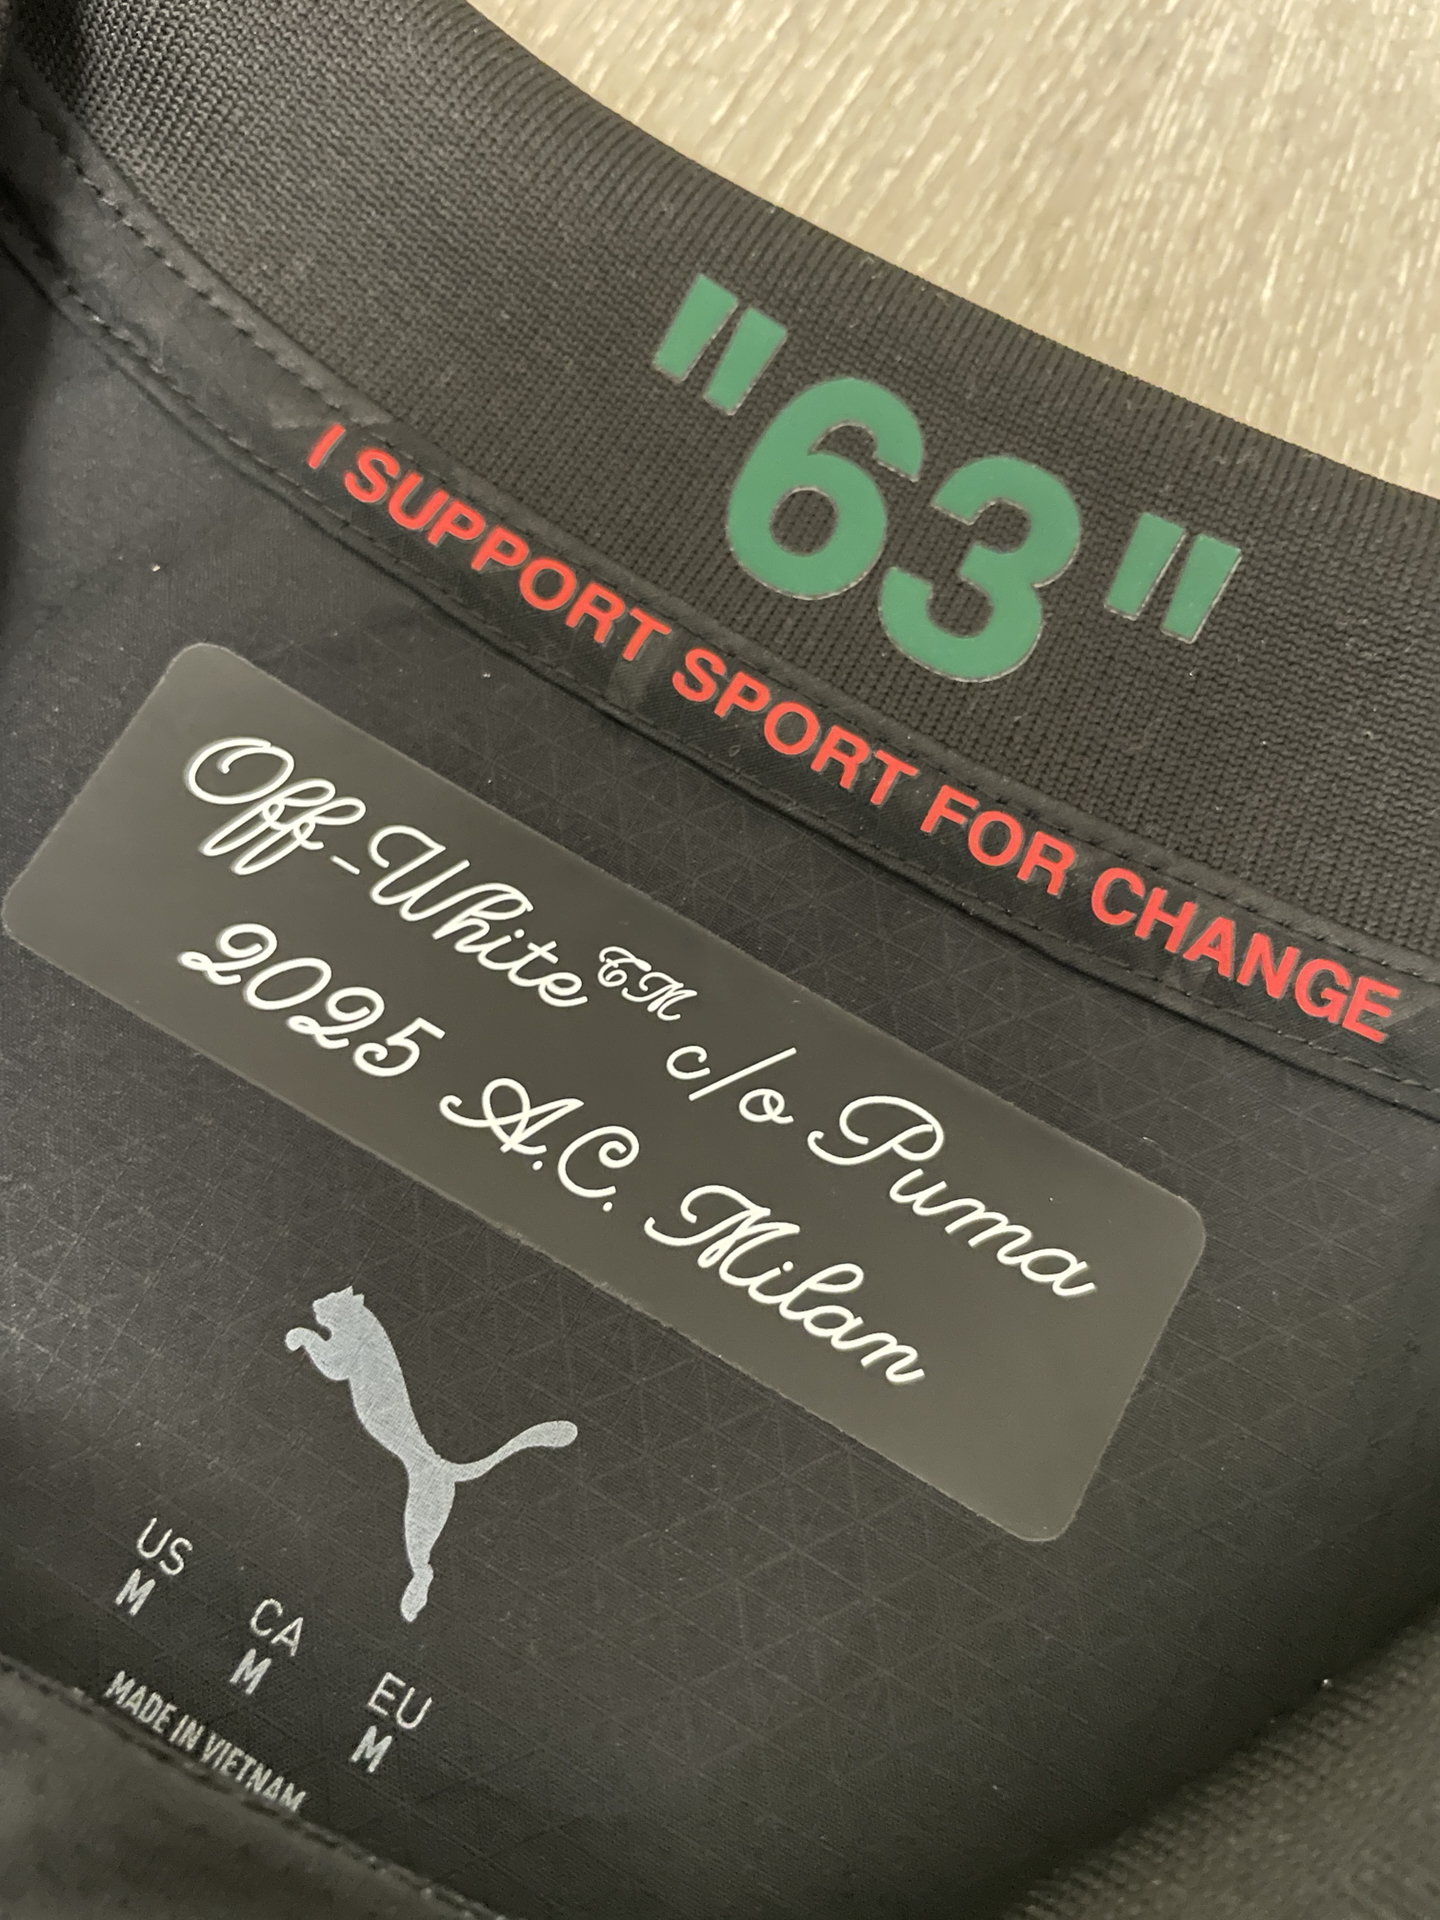 "63"
I SUPPORT SPORT FOR CHANGE
Off-White™ c/o Puma
2025 A.C. Milan
US CA EU
M M M
MADE IN VIETNAM